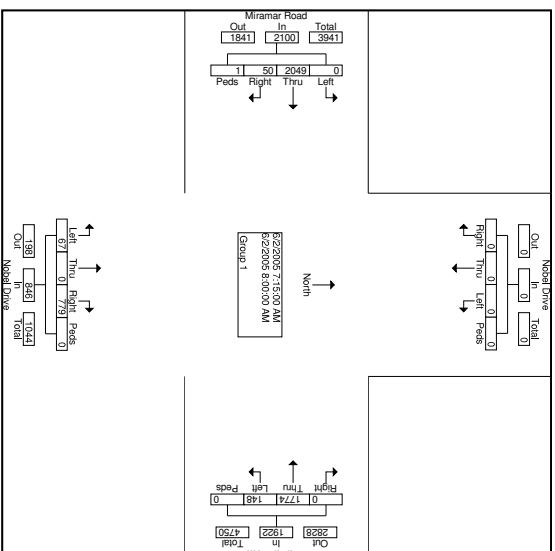 Miramar Road
Out In Total
1841 2100 3941
1 50 2049 0
Peds Right Thru Left
Nobel Drive
Out In Total
198 846 1044
67 0 779 0
Left Thru Right Peds
6/2/2005 7:15:00 AM
6/2/2005 8:00:00 AM
Group 1
North
Nobel Drive
Out In Total
0 0 0
0 0 0 0
Right Thru Left Peds
Right Thru Left Peds
0 1774 148 0
2828 1922 4750
Out In Total